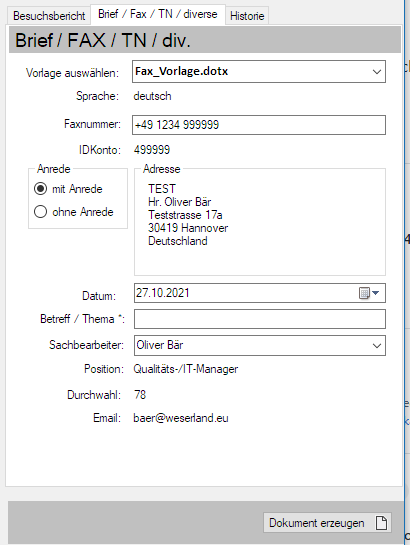 Besuchsbericht Brief / Fax / TN / diverse Historie
Brief / FAX / TN / div.
Vorlage auswählen: Fax_Vorlage.dotx
Sprache: deutsch
Faxnummer: +49 1234 999999
IDKonto: 499999
Anrede
mit Anrede
ohne Anrede
Adresse
TEST
Hr. Oliver Bär
Teststrasse 17a
30419 Hannover
Deutschland
Datum: 27.10.2021
Betreff / Thema *:
Sachbearbeiter: Oliver Bär
Position: Qualitäts-/IT-Manager
Durchwahl: 78
Email: baer@weserland.eu
Dokument erzeugen